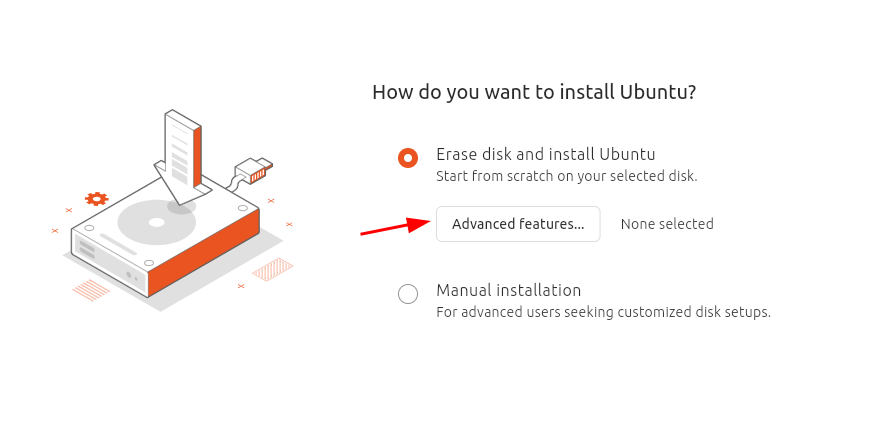 How do you want to install Ubuntu?
Erase disk and install Ubuntu
Start from scratch on your selected disk.
Advanced features... None selected
Manual installation
For advanced users seeking customized disk setups.